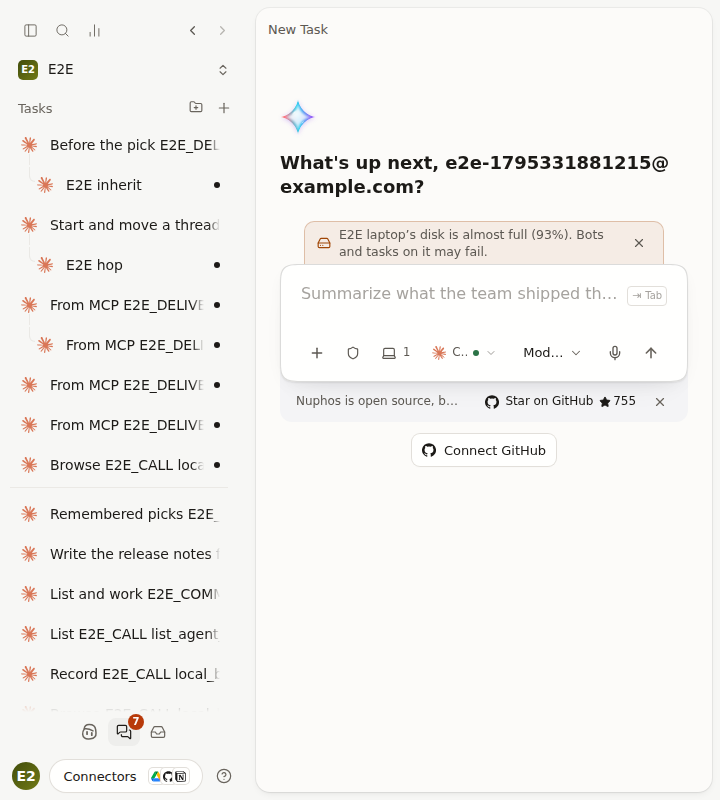 New Task
E2
E2E
Tasks
Before the pick E2E_DEL
E2E inherit
Start and move a thread
E2E hop
From MCP E2E_DELIVE
From MCP E2E_DELI
From MCP E2E_DELIVE
From MCP E2E_DELIVE
Browse E2E_CALL loca
Remembered picks E2E_
Write the release notes f
List and work E2E_COMM
List E2E_CALL list_agent_
Record E2E_CALL local_b
7
E2
Connectors
What's up next, e2e-1795331881215@
example.com?
E2E laptop’s disk is almost full (93%). Bots
and tasks on it may fail.
Summarize what the team shipped th… Tab
1 C.. Mod…
Nuphos is open source, b… Star on GitHub 755
Connect GitHub